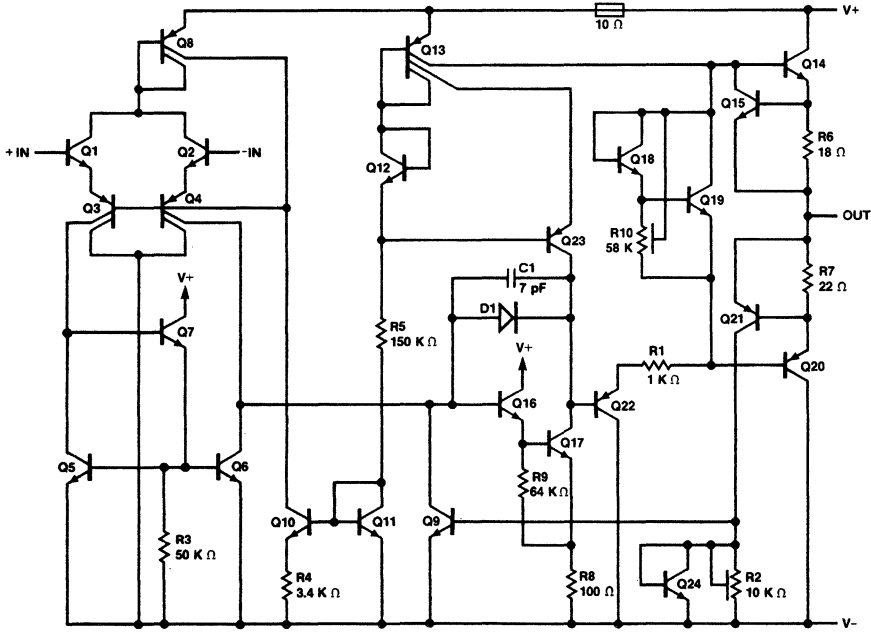 V+
10 Ω
Q8
Q13
Q14
Q15
+IN
Q1
Q2
-IN
R6
18 Ω
Q12
Q18
Q3
Q4
Q19
OUT
Q23
R10
58 K
C1
7 pF
R7
22 Ω
V+
D1
Q21
Q7
R5
150 K Ω
V+
R1
1 K Ω
Q20
Q16
Q22
Q17
Q5
Q6
R9
64 K Ω
Q10
Q11
Q9
R3
50 K Ω
R4
3.4 K Ω
R8
100 Ω
Q24
R2
10 K Ω
V-